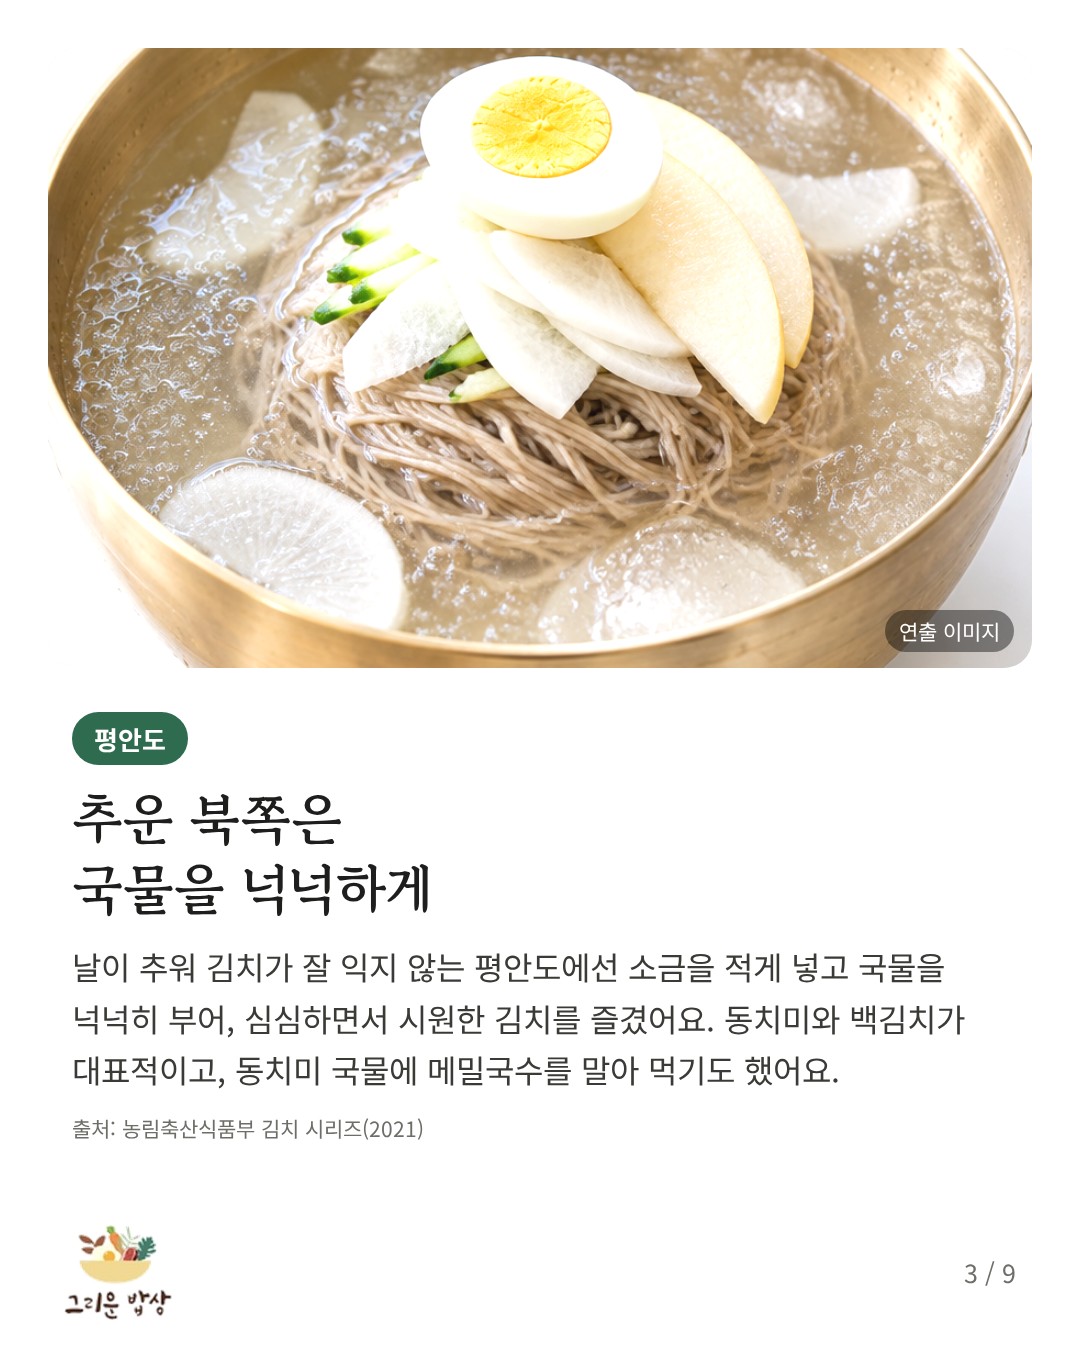 연출 이미지
평안도
추운 북쪽은
국물을 넉넉하게
날이 추워 김치가 잘 익지 않는 평안도에선 소금을 적게 넣고 국물을
넉넉히 부어, 심심하면서 시원한 김치를 즐겼어요. 동치미와 백김치가
대표적이고, 동치미 국물에 메밀국수를 말아 먹기도 했어요.
출처: 농림축산식품부 김치 시리즈(2021)
그리운 밥상
3 / 9